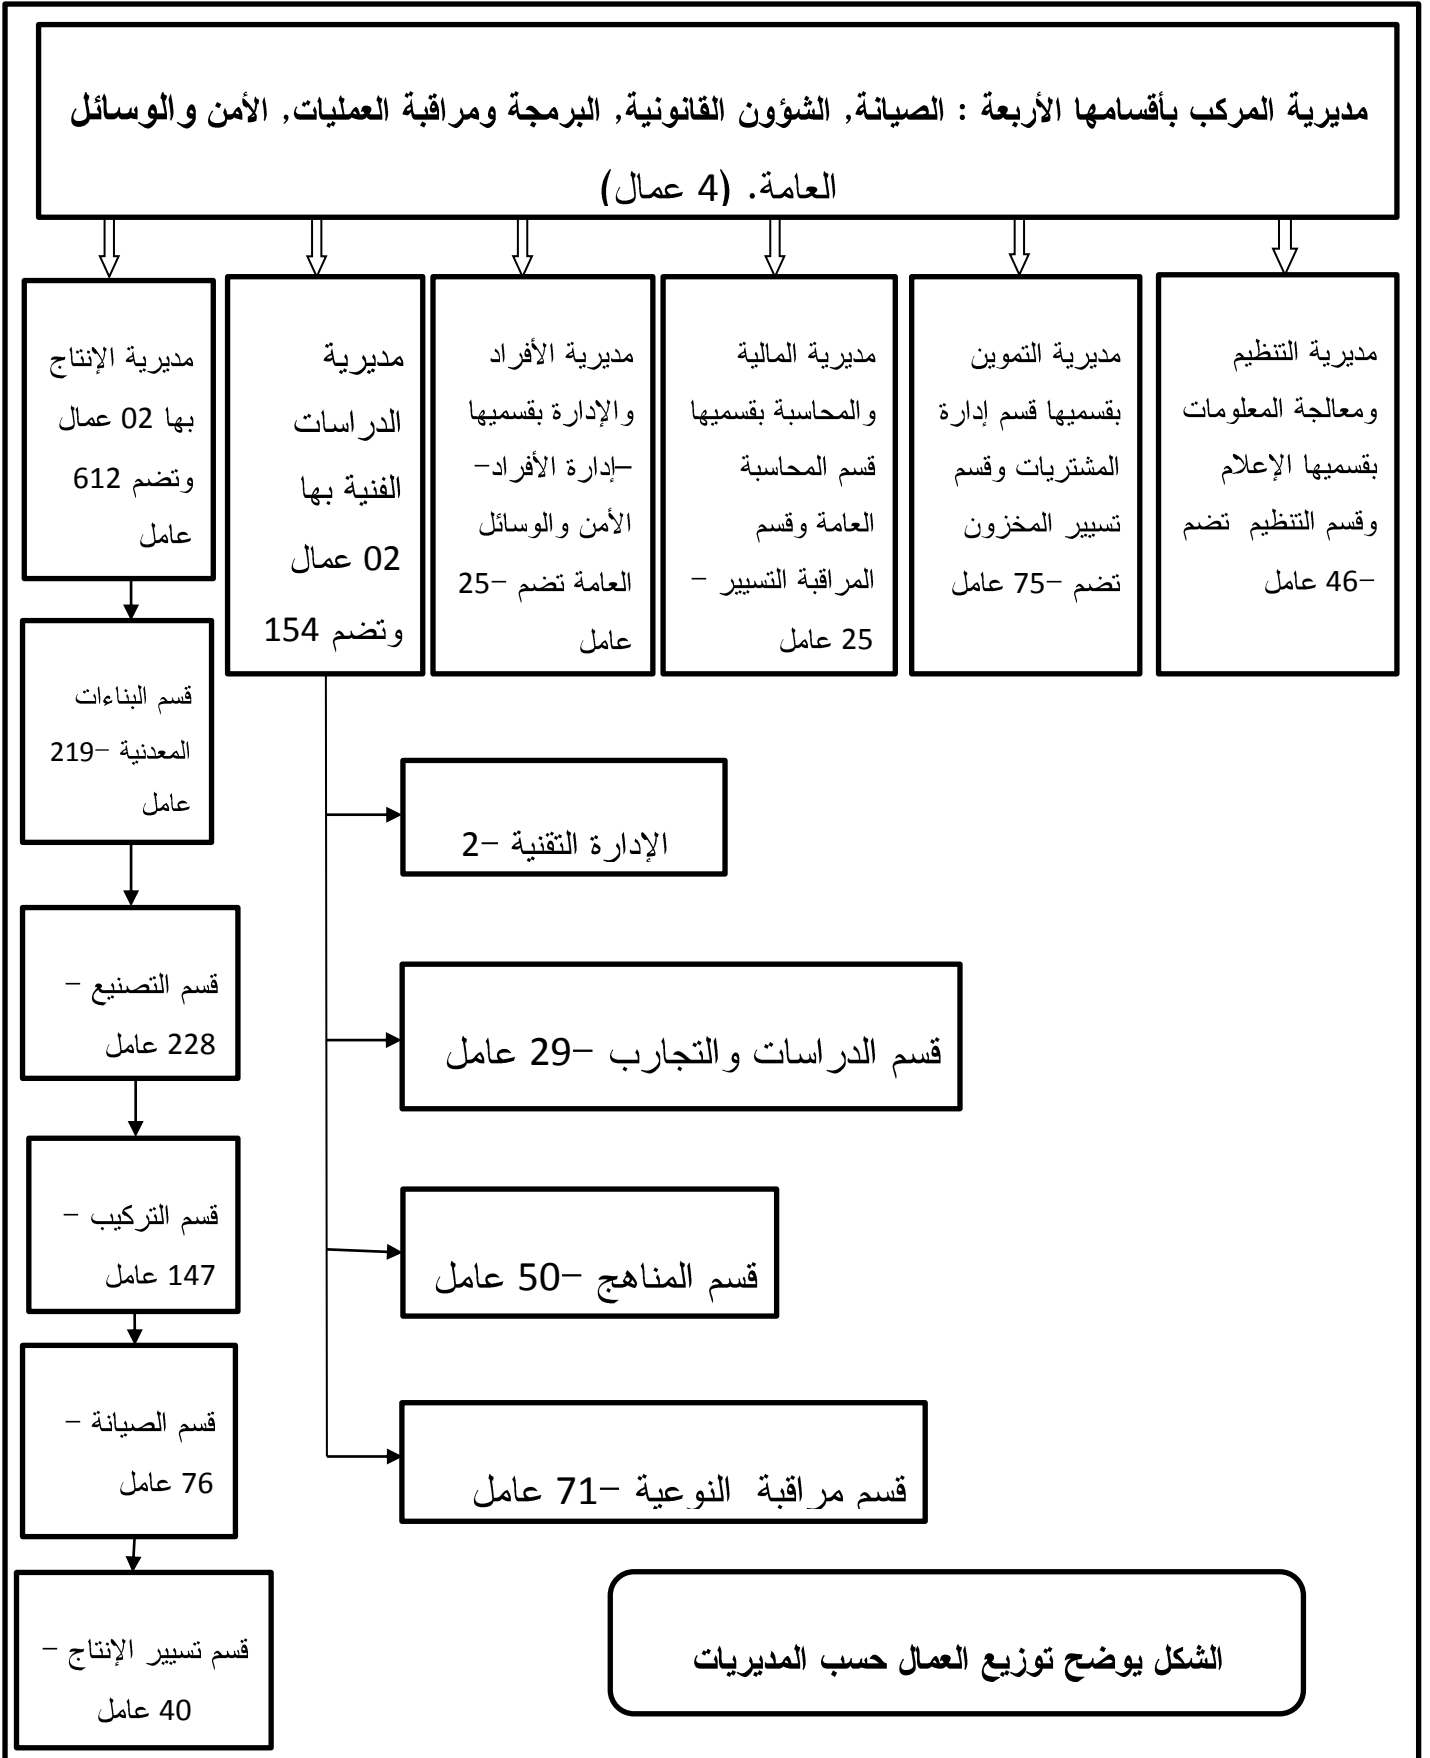 مديرية المركب بأقسامها الأربعة : الصيانة, الشؤون القانونية, البرمجة ومراقبة العمليات, الأمن والوسائل
العامة. (4 عمال)
مديرية التنظيم
ومعالجة المعلومات
بقسميها الإعلام
وقسم التنظيم تضم
–46 عامل
مديرية التموين
بقسميها قسم إدارة
المشتريات وقسم
تسيير المخزون
تضم –75 عامل
مديرية المالية
والمحاسبة بقسميها
قسم المحاسبة
العامة وقسم
المراقبة التسيير –
25 عامل
مديرية الأفراد
والإدارة بقسميها
–إدارة الأفراد–
الأمن والوسائل
العامة تضم –25
عامل
مديرية
الدراسات
الفنية بها
02 عمال
وتضم 154
مديرية الإنتاج
بها 02 عمال
وتضم 612
عامل
قسم البناءات
المعدنية –219
عامل
قسم التصنيع –
228 عامل
قسم التركيب –
147 عامل
قسم الصيانة –
76 عامل
قسم تسيير الإنتاج –
40 عامل
الإدارة التقنية –2
قسم الدراسات والتجارب –29 عامل
قسم المناهج –50 عامل
قسم مراقبة النوعية –71 عامل
الشكل يوضح توزيع العمال حسب المديريات